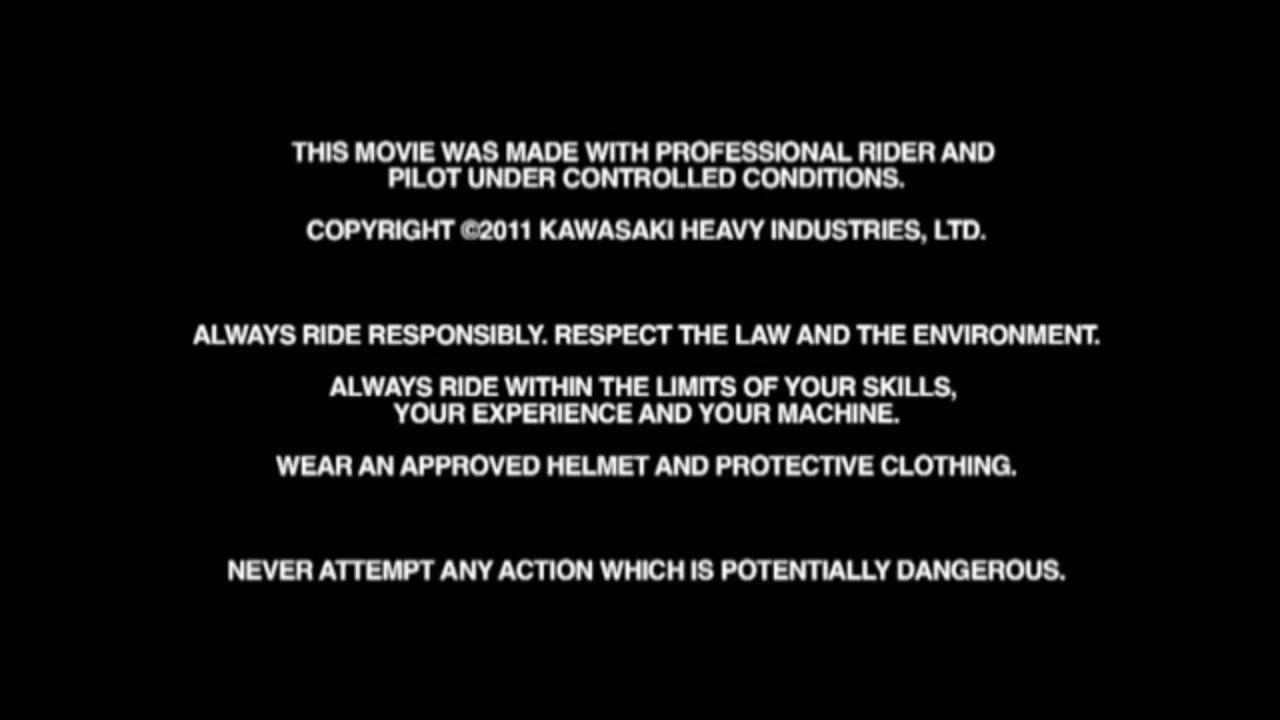 THIS MOVIE WAS MADE WITH PROFESSIONAL RIDER AND
PILOT UNDER CONTROLLED CONDITIONS.
COPYRIGHT ©2011 KAWASAKI HEAVY INDUSTRIES, LTD.
ALWAYS RIDE RESPONSIBLY. RESPECT THE LAW AND THE ENVIRONMENT.
ALWAYS RIDE WITHIN THE LIMITS OF YOUR SKILLS,
YOUR EXPERIENCE AND YOUR MACHINE.
WEAR AN APPROVED HELMET AND PROTECTIVE CLOTHING.
NEVER ATTEMPT ANY ACTION WHICH IS POTENTIALLY DANGEROUS.